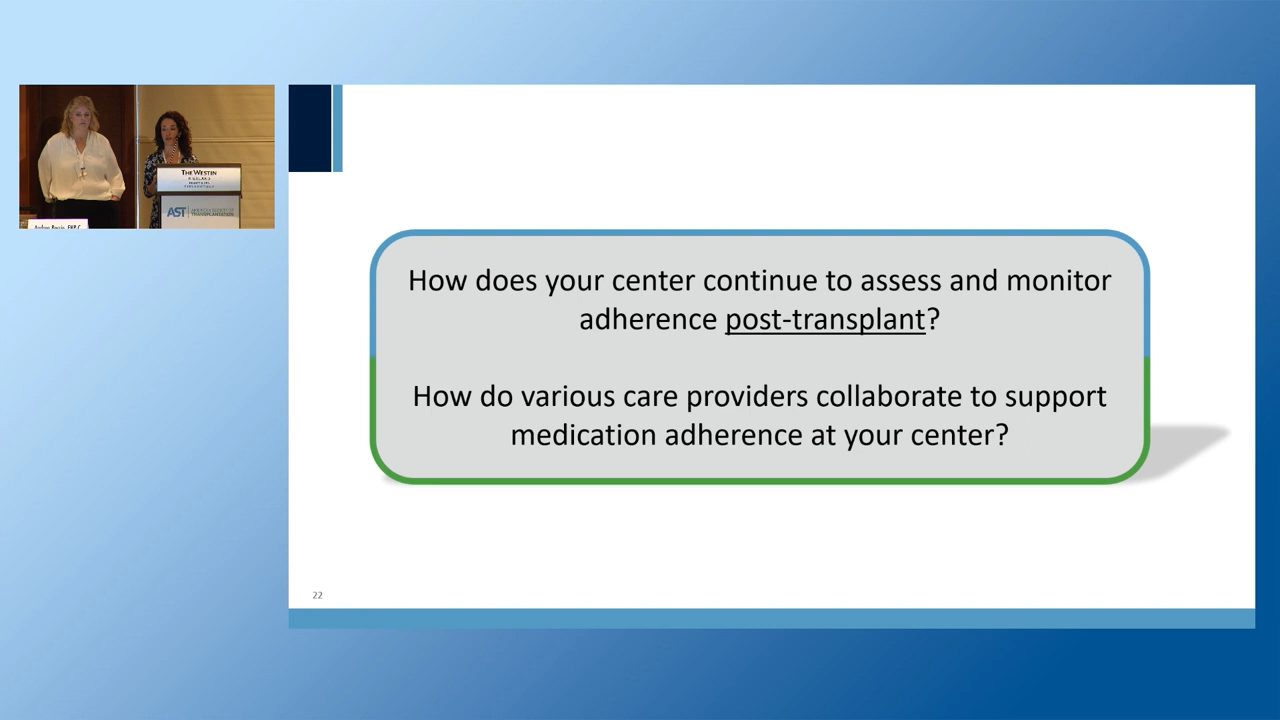 THE WESTIN
AST
TRANSPLANTATION
How does your center continue to assess and monitor
adherence post-transplant?
How do various care providers collaborate to support
medication adherence at your center?
22